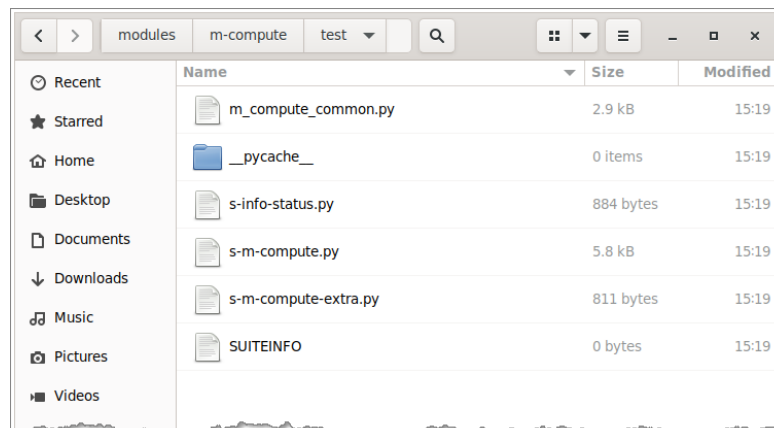 modules m-compute test
Name Size Modified
Recent
Starred
Home
Desktop
Documents
Downloads
Music
Pictures
Videos
m_compute_common.py 2.9 kB 15:19
__pycache__ 0 items 15:19
s-info-status.py 884 bytes 15:19
s-m-compute.py 5.8 kB 15:19
s-m-compute-extra.py 811 bytes 15:19
SUITEINFO 0 bytes 15:19